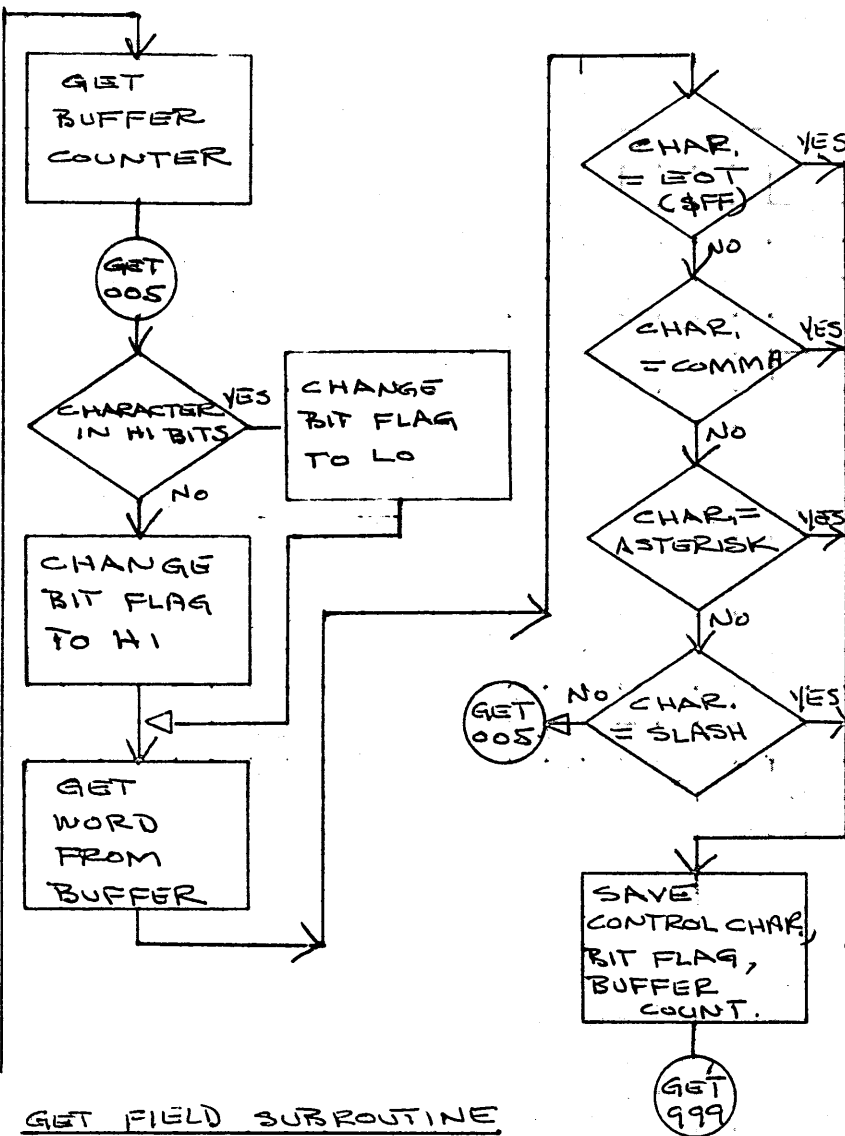 GET
BUFFER
COUNTER
GET
005
CHARACTER
IN HI BITS
YES
CHANGE
BIT FLAG
TO LO
NO
CHANGE
BIT FLAG
TO HI
GET
WORD
FROM
BUFFER
CHAR.
= EOT
($FF)
YES
NO
CHAR.
=COMMA
YES
NO
CHAR.=
ASTERISK
YES
NO
CHAR.
= SLASH
YES
NO
GET
005
SAVE
CONTROL CHAR,
BIT FLAG,
BUFFER
COUNT.
GET
999
GET FIELD SUBROUTINE